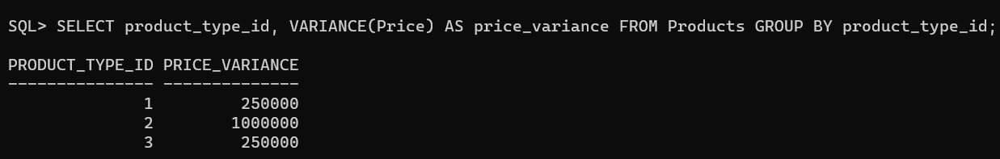 SQL> SELECT product_type_id, VARIANCE(Price) AS price_variance FROM Products GROUP BY product_type_id;
PRODUCT_TYPE_ID PRICE_VARIANCE
--------------- --------------
1 250000
2 1000000
3 250000